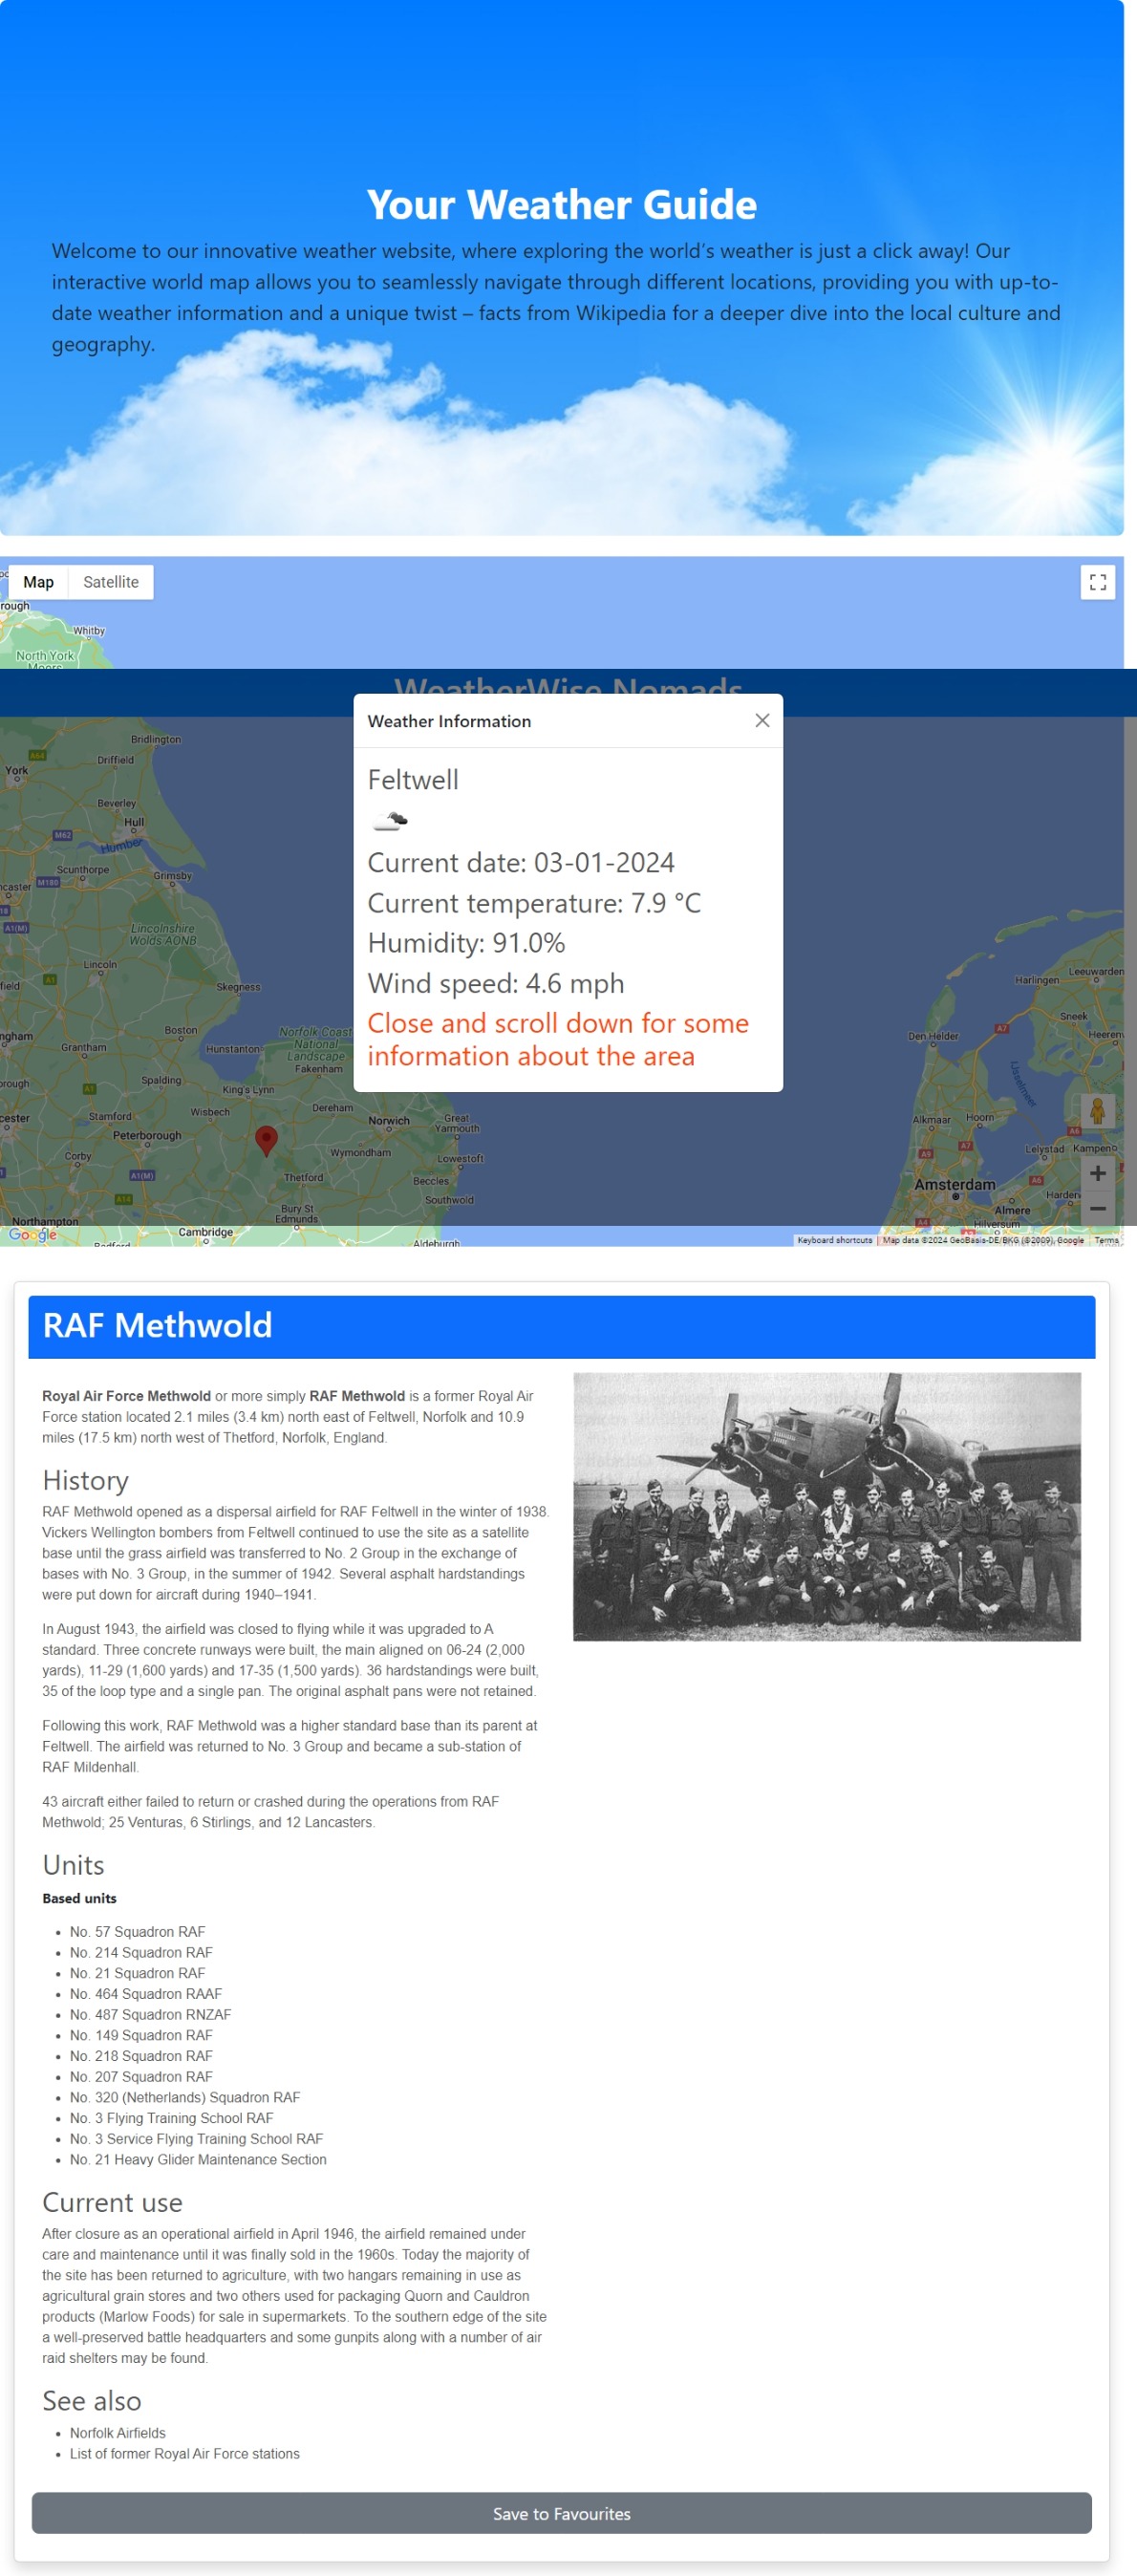 Your Weather Guide
Welcome to our innovative weather website, where exploring the world's weather is just a click away! Our
interactive world map allows you to seamlessly navigate through different locations, providing you with up-to-
date weather information and a unique twist – facts from Wikipedia for a deeper dive into the local culture and
geography.
Map
Satellite
rough
Whitby
North York
Moors
WeatherWise Nomads
Weather Information
Feltwell
Current date: 03-01-2024
Current temperature: 7.9 °C
Humidity: 91.0%
Wind speed: 4.6 mph
Close and scroll down for some
information about the area
Bridlington
A64
York
Driffield
Beverley
Hull
M62
Humber
Scunthorpe
Grimsby
ncaster
M180
18
A1(M)
Lincolnshire
Wolds AONB
Lincoln
field
A1
Skegness
Boston
ngham
Grantham
Hunstanton
Norfolk Coast
National
Landscape
Fakenham
Spalding
King's Lynn
orough
A1
Wisbech
Dereham
cester
Stamford
Norwich
Great
Yarmouth
Peterborough
Wymondham
Corby
Lowestoft
A1(M)
Thetford
Beccles
A14
Southwold
Bury St
Edmunds
Northampton
Cambridge
Bedford
Aldeburgh
Harlingen
Leeuwarden
Sneek
Den Helder
A7
Heeren
IJsselmeer
Alkmaar
Hoorn
A6
A9
A7
Lelystad
Kampen
Amsterdam
A6
Almere
Harderv
A4
Hilversum
Google
Keyboard shortcuts
Map data ©2024 GeoBasis-DE/BKG (©2009), Google
Terms
RAF Methwold
Royal Air Force Methwold or more simply RAF Methwold is a former Royal Air
Force station located 2.1 miles (3.4 km) north east of Feltwell, Norfolk and 10.9
miles (17.5 km) north west of Thetford, Norfolk, England.
History
RAF Methwold opened as a dispersal airfield for RAF Feltwell in the winter of 1938.
Vickers Wellington bombers from Feltwell continued to use the site as a satellite
base until the grass airfield was transferred to No. 2 Group in the exchange of
bases with No. 3 Group, in the summer of 1942. Several asphalt hardstandings
were put down for aircraft during 1940–1941.
In August 1943, the airfield was closed to flying while it was upgraded to A
standard. Three concrete runways were built, the main aligned on 06-24 (2,000
yards), 11-29 (1,600 yards) and 17-35 (1,500 yards). 36 hardstandings were built,
35 of the loop type and a single pan. The original asphalt pans were not retained.
Following this work, RAF Methwold was a higher standard base than its parent at
Feltwell. The airfield was returned to No. 3 Group and became a sub-station of
RAF Mildenhall.
43 aircraft either failed to return or crashed during the operations from RAF
Methwold; 25 Venturas, 6 Stirlings, and 12 Lancasters.
Units
Based units
• No. 57 Squadron RAF
• No. 214 Squadron RAF
• No. 21 Squadron RAF
• No. 464 Squadron RAAF
• No. 487 Squadron RNZAF
• No. 149 Squadron RAF
• No. 218 Squadron RAF
• No. 207 Squadron RAF
• No. 320 (Netherlands) Squadron RAF
• No. 3 Flying Training School RAF
• No. 3 Service Flying Training School RAF
• No. 21 Heavy Glider Maintenance Section
Current use
After closure as an operational airfield in April 1946, the airfield remained under
care and maintenance until it was finally sold in the 1960s. Today the majority of
the site has been returned to agriculture, with two hangars remaining in use as
agricultural grain stores and two others used for packaging Quorn and Cauldron
products (Marlow Foods) for sale in supermarkets. To the southern edge of the site
a well-preserved battle headquarters and some gunpits along with a number of air
raid shelters may be found.
See also
• Norfolk Airfields
• List of former Royal Air Force stations
Save to Favourites